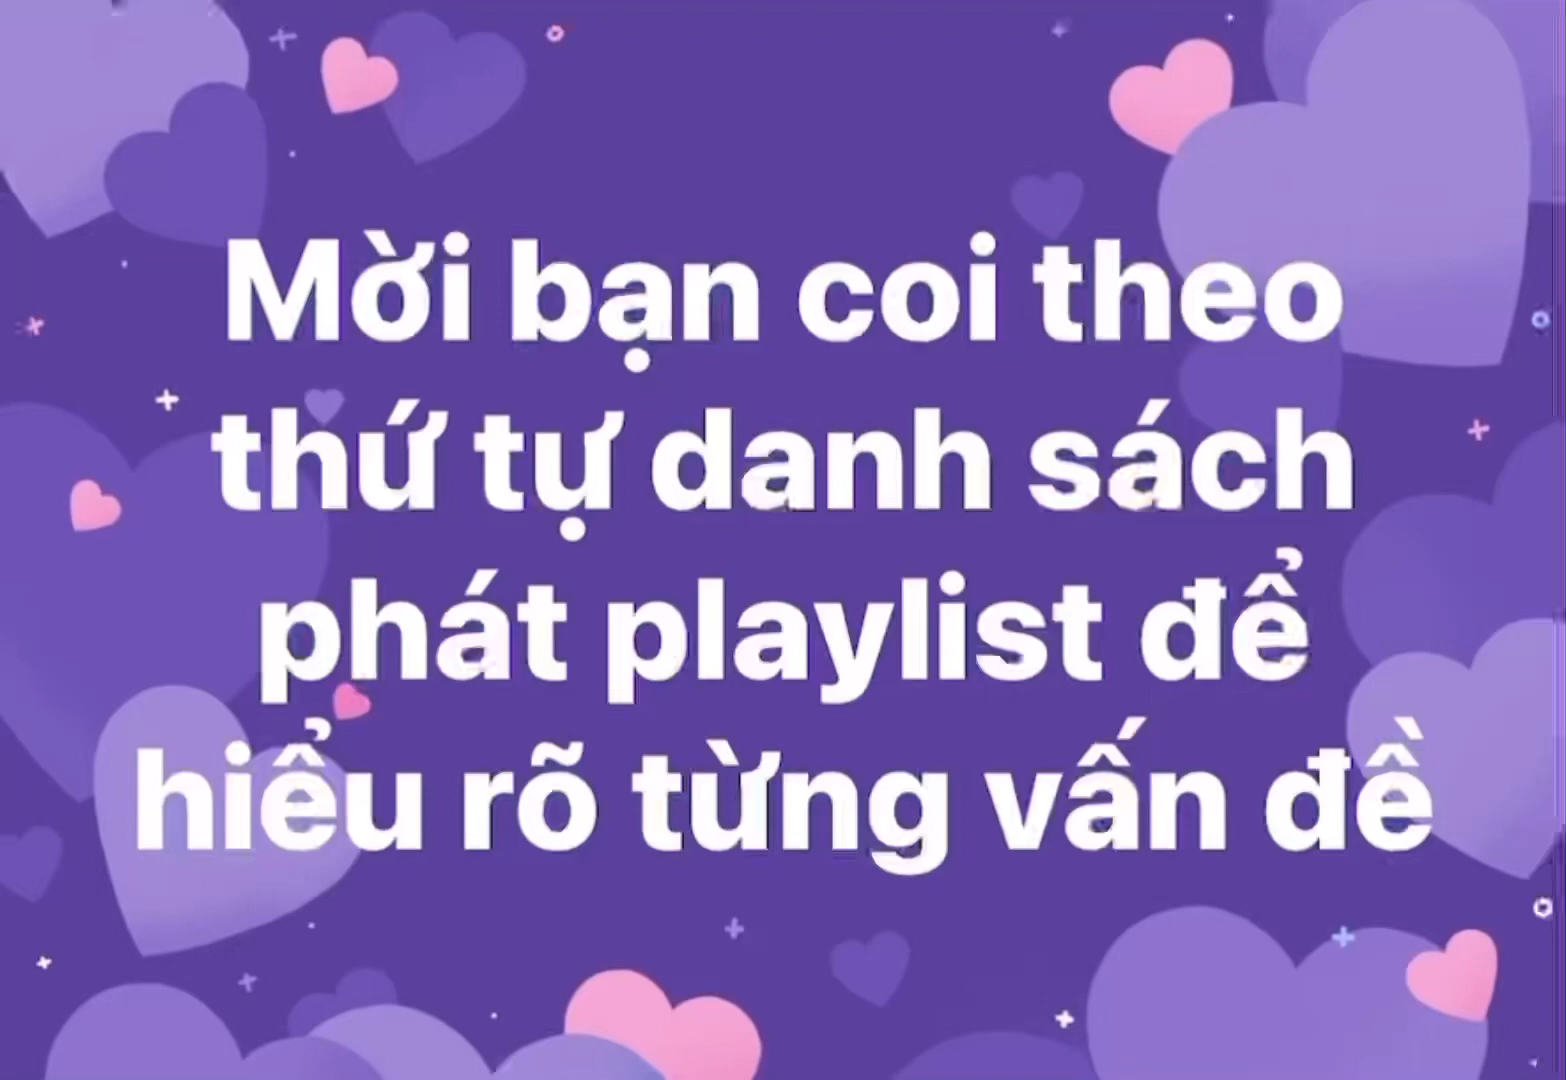 Mời bạn coi theo
thứ tự danh sách
phát playlist để
hiểu rõ từng vấn đề